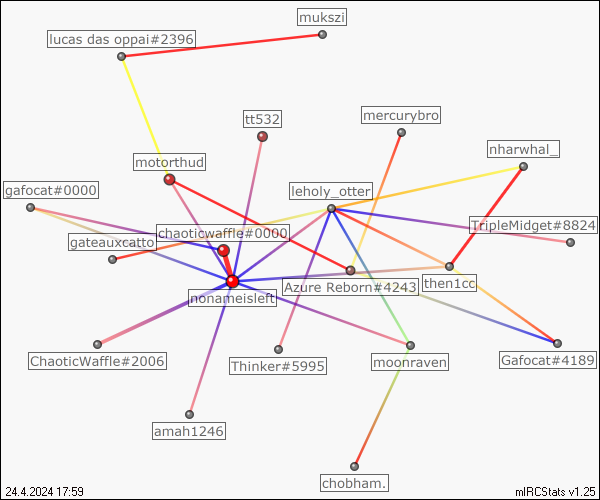 mukszi
lucas das oppai#2396
mercurybro
tt532
nharwhal_
motorthud
gafocat#0000
leholy_otter
TripleMidget#8824
chaoticwaffle#0000
gateauxcatto
Azure Reborn#4243
then1cc
nonameisleft
ChaoticWaffle#2006
Thinker#5995
moonraven
Gafocat#4189
amah1246
chobham.
24.4.2024 17:59
mIRCStats v1.25